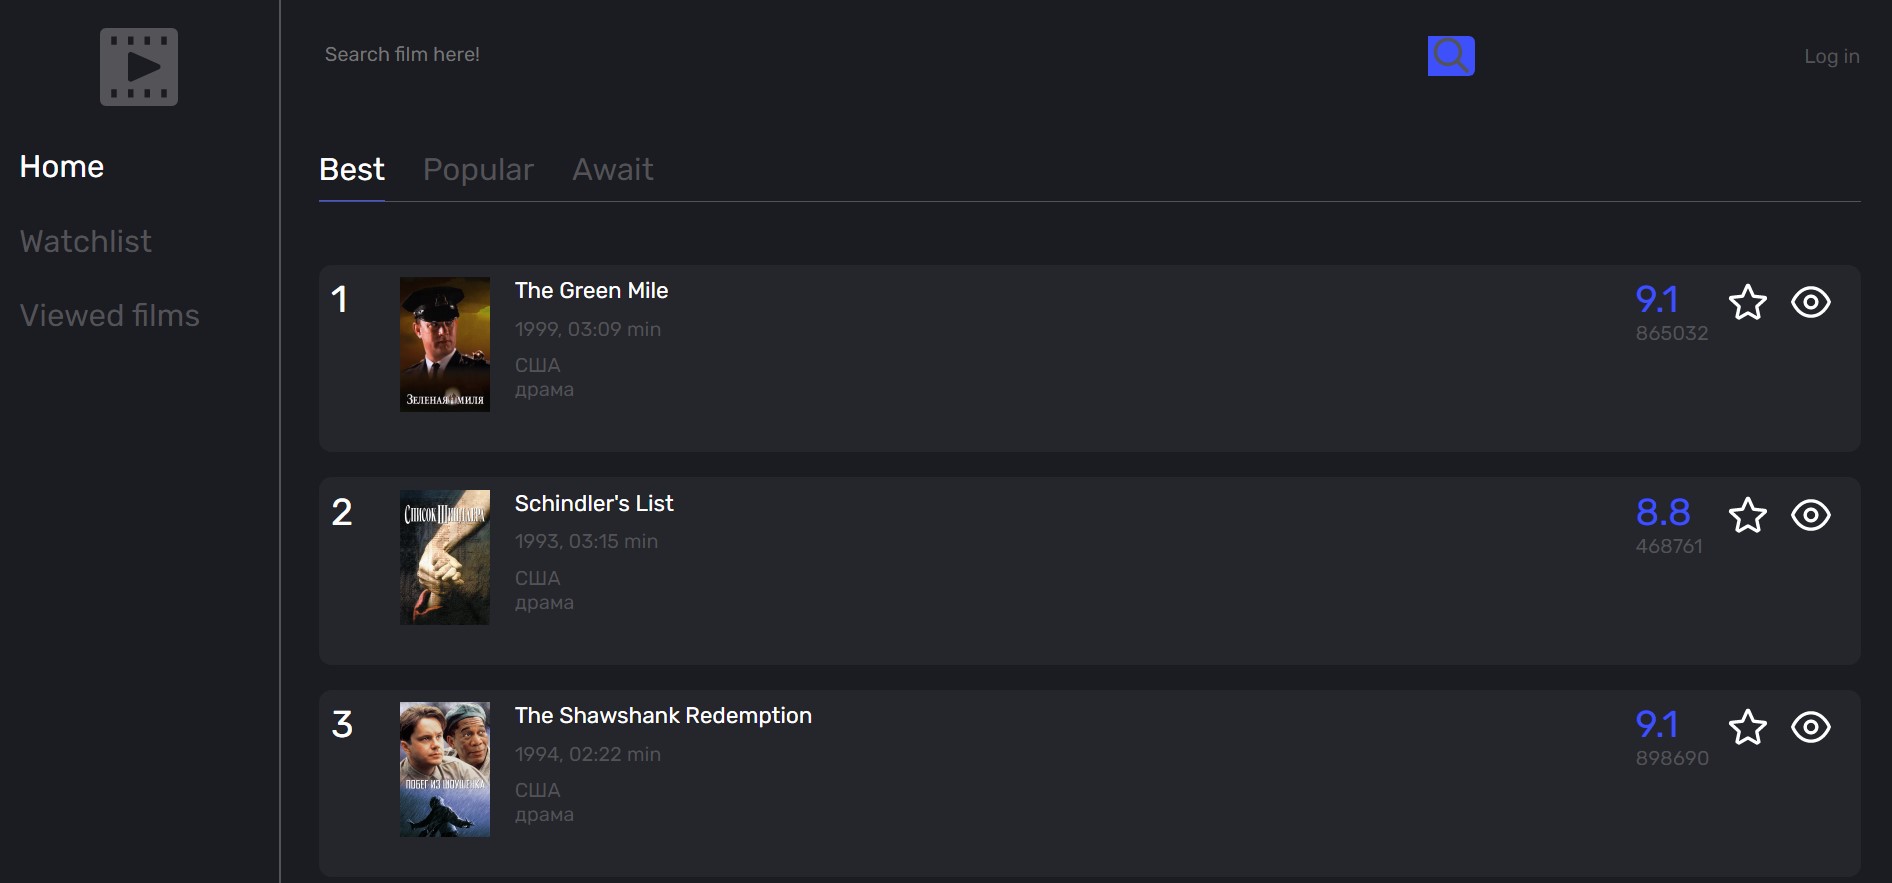 Search film here!
Log in
Home
Watchlist
Viewed films
Best Popular Await
1
ЗЕЛЕНАЯ МИЛЯ
The Green Mile
1999, 03:09 min
США
драма
9.1
865032
2
СПИСОК ШИНДЛЕРА
Schindler's List
1993, 03:15 min
США
драма
8.8
468761
3
ПОБЕГ ИЗ ШОУШЕНКА
The Shawshank Redemption
1994, 02:22 min
США
драма
9.1
898690